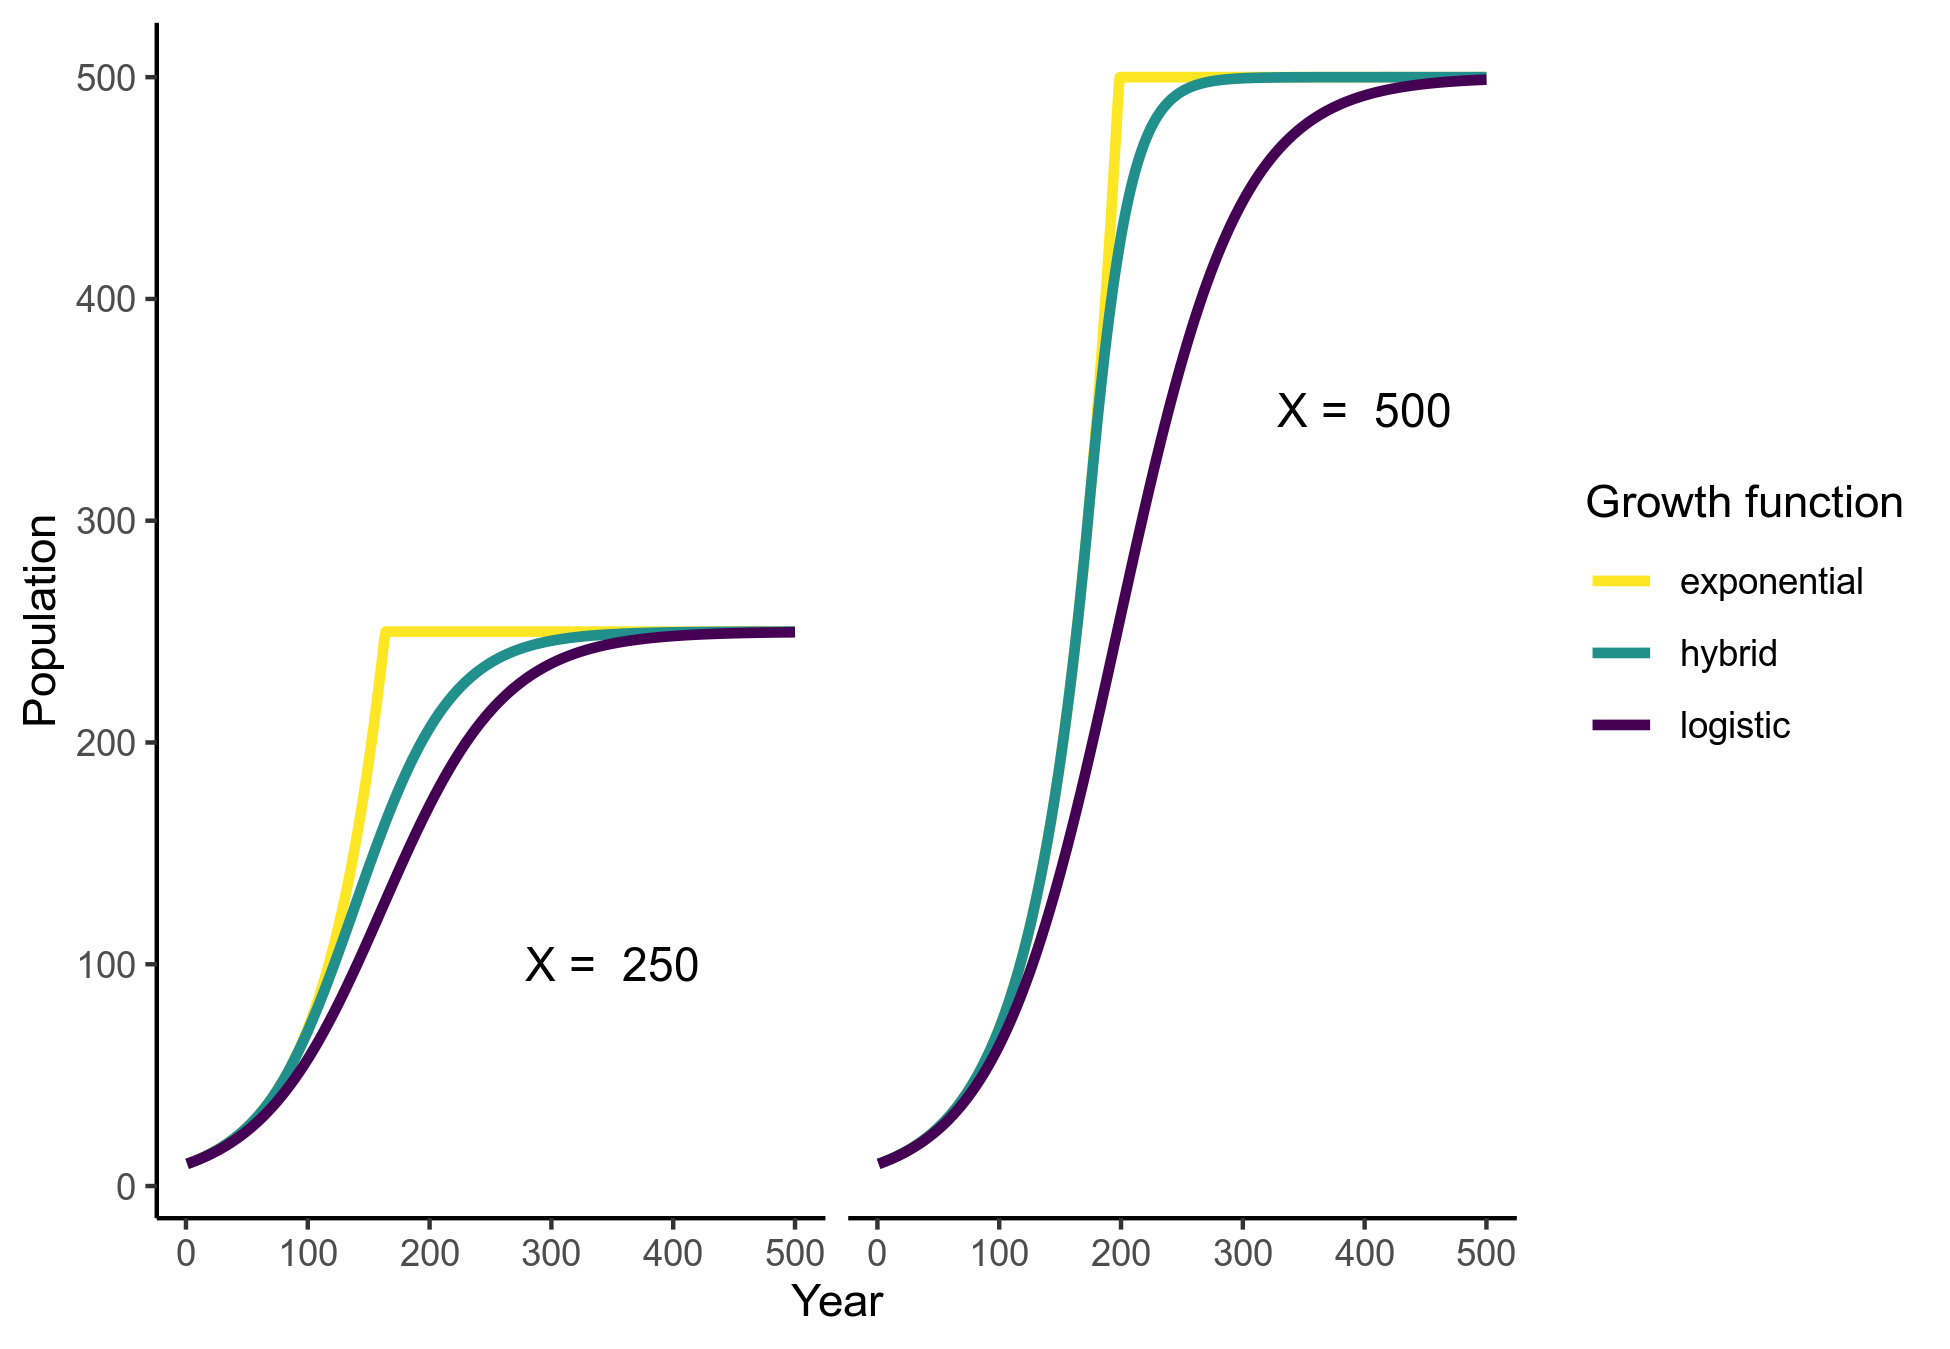 500
400
300
200
100
0
Population
X = 250
X = 500
0 100 200 300 400 500
0 100 200 300 400 500
Year
Growth function
exponential
hybrid
logistic